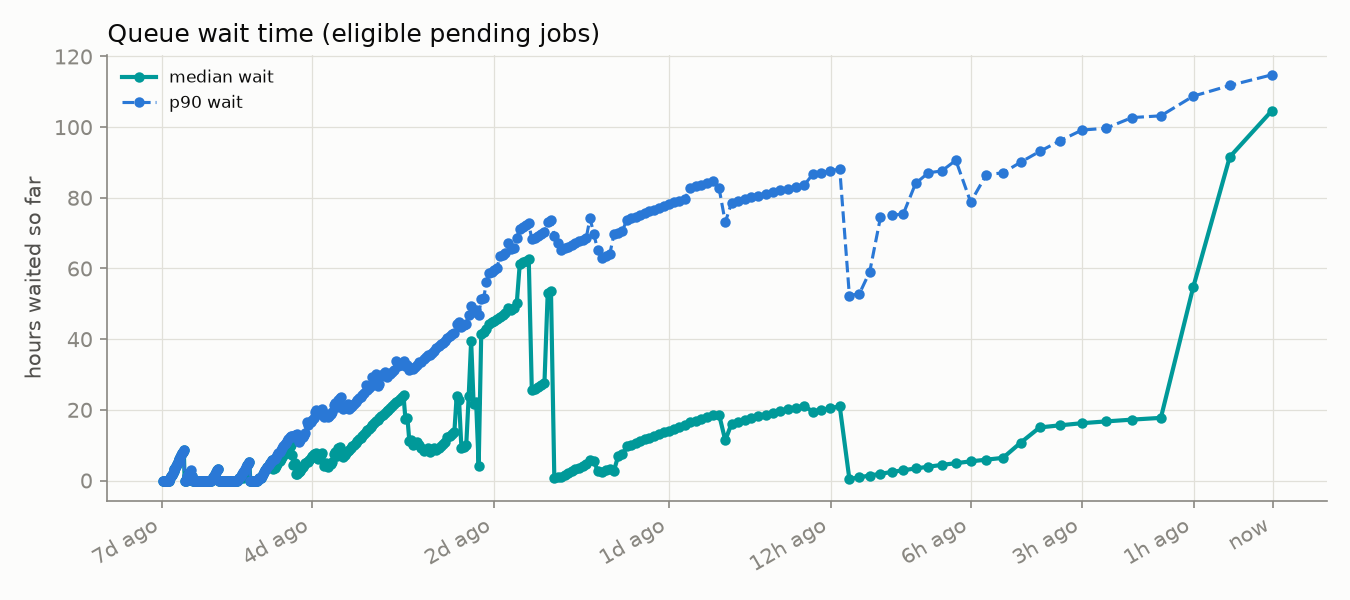 Queue wait time (eligible pending jobs)
median wait
p90 wait
hours waited so far
120
100
80
60
40
20
0
7d ago
4d ago
2d ago
1d ago
12h ago
6h ago
3h ago
1h ago
now